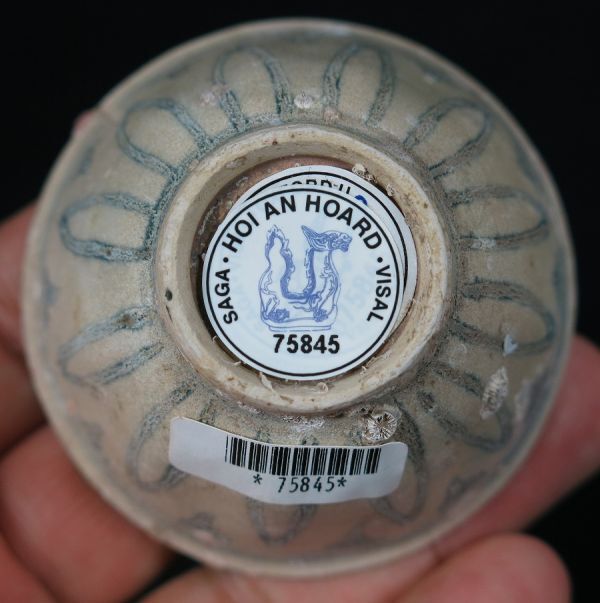 SAGA · HOI AN HOARD · VISAL
75845
* 75845*